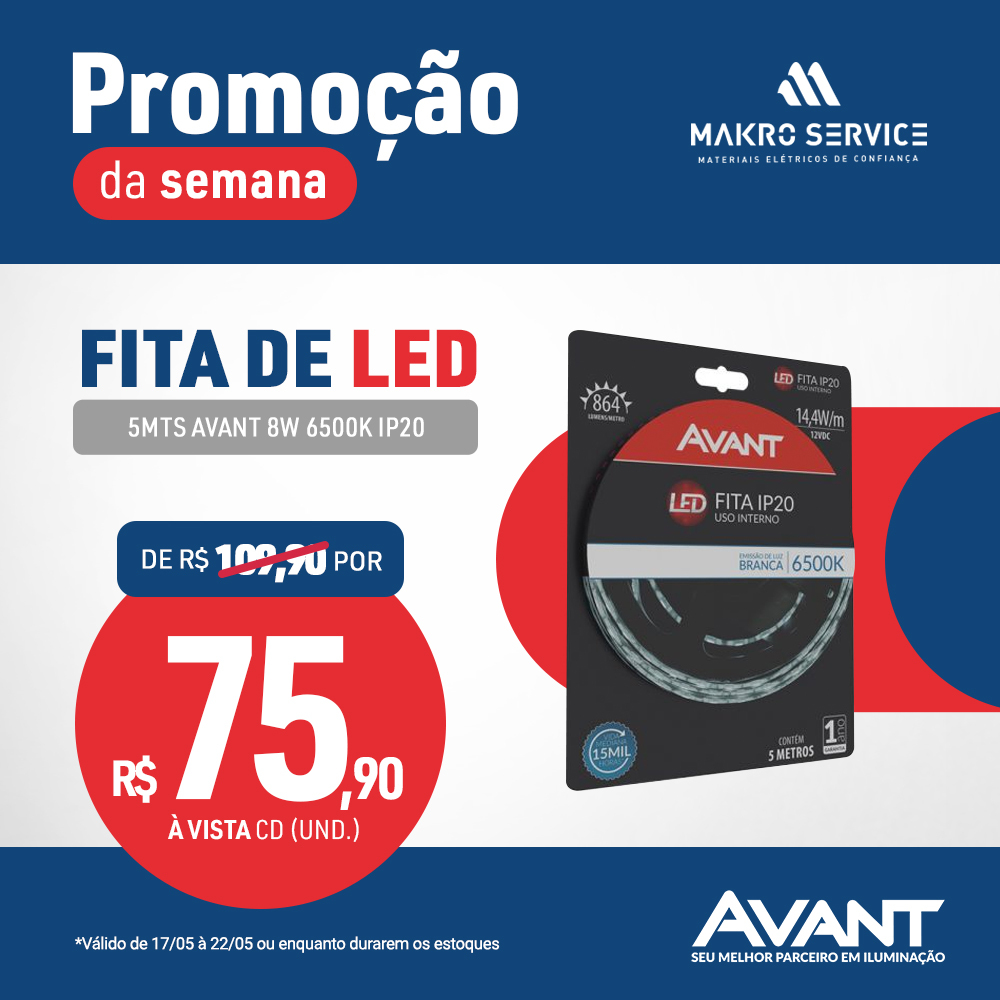 Promoção
da semana
MAKRO SERVICE
MATERIAIS ELÉTRICOS DE CONFIANÇA
FITA DE LED
5MTS AVANT 8W 6500K IP20
DE R$ 109,90 POR
R$ 75,90
À VISTA CD (UND.)
LED FITA IP20
USO INTERNO
864
LUMENS/METRO
14,4W/m
12VDC
AVANT
LED FITA IP20
USO INTERNO
EMISSÃO DE LUZ
BRANCA 6500K
VIDA
MEDIANA
15MIL
HORAS
CONTÉM
5 METROS
1 ano
GARANTIA
*Válido de 17/05 à 22/05 ou enquanto durarem os estoques
AVANT
SEU MELHOR PARCEIRO EM ILUMINAÇÃO